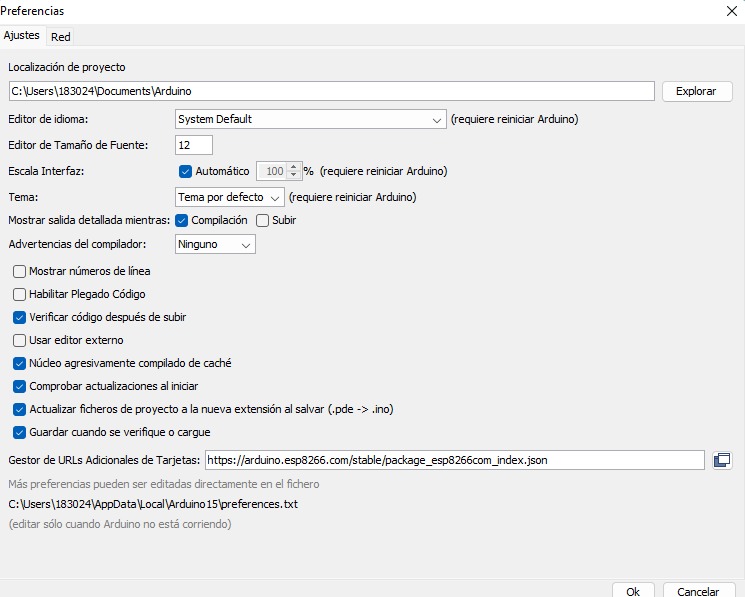 Preferencias
Ajustes Red
Localización de proyecto
C:\Users\183024\Documents\Arduino Explorar
Editor de idioma: System Default (requiere reiniciar Arduino)
Editor de Tamaño de Fuente: 12
Escala Interfaz: Automático 100 % (requiere reiniciar Arduino)
Tema: Tema por defecto (requiere reiniciar Arduino)
Mostrar salida detallada mientras: Compilación Subir
Advertencias del compilador: Ninguno
Mostrar números de línea
Habilitar Plegado Código
Verificar código después de subir
Usar editor externo
Núcleo agresivamente compilado de caché
Comprobar actualizaciones al iniciar
Actualizar ficheros de proyecto a la nueva extensión al salvar (.pde -> .ino)
Guardar cuando se verifique o cargue
Gestor de URLs Adicionales de Tarjetas: https://arduino.esp8266.com/stable/package_esp8266com_index.json
Más preferencias pueden ser editadas directamente en el fichero
C:\Users\183024\AppData\Local\Arduino15\preferences.txt
(editar sólo cuando Arduino no está corriendo)
Ok Cancelar